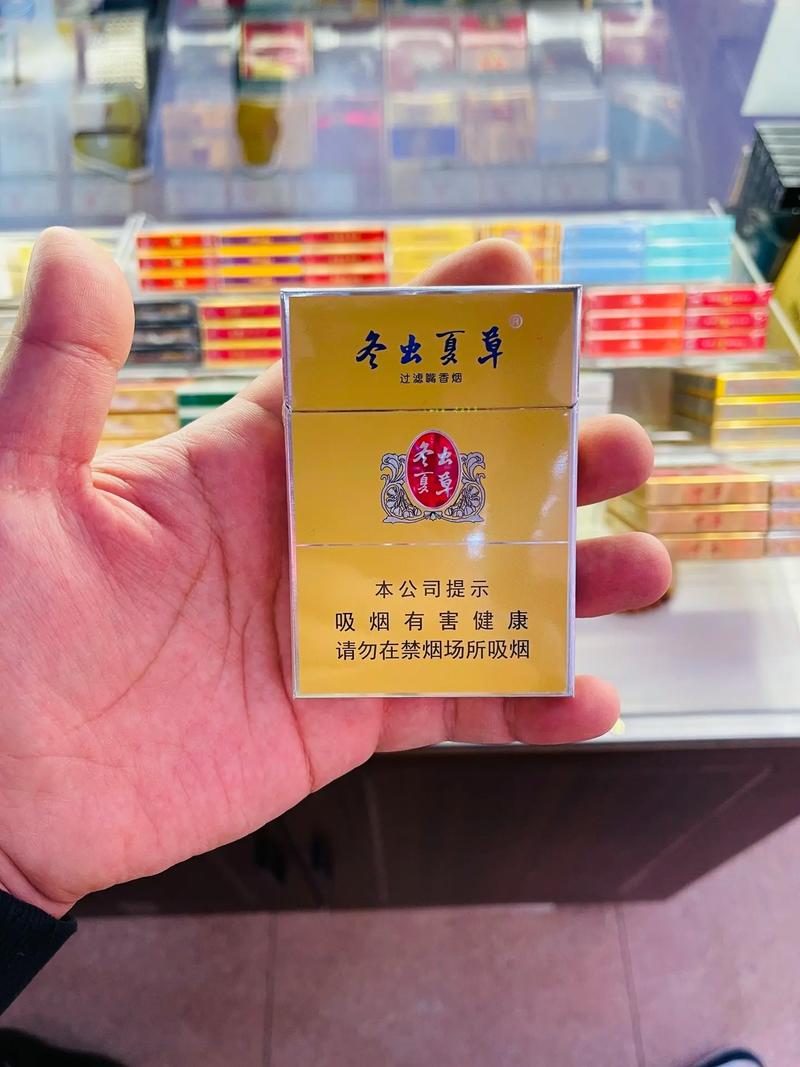 冬虫夏草®
过滤嘴香烟
冬虫
夏草
本公司提示
吸烟有害健康
请勿在禁烟场所吸烟